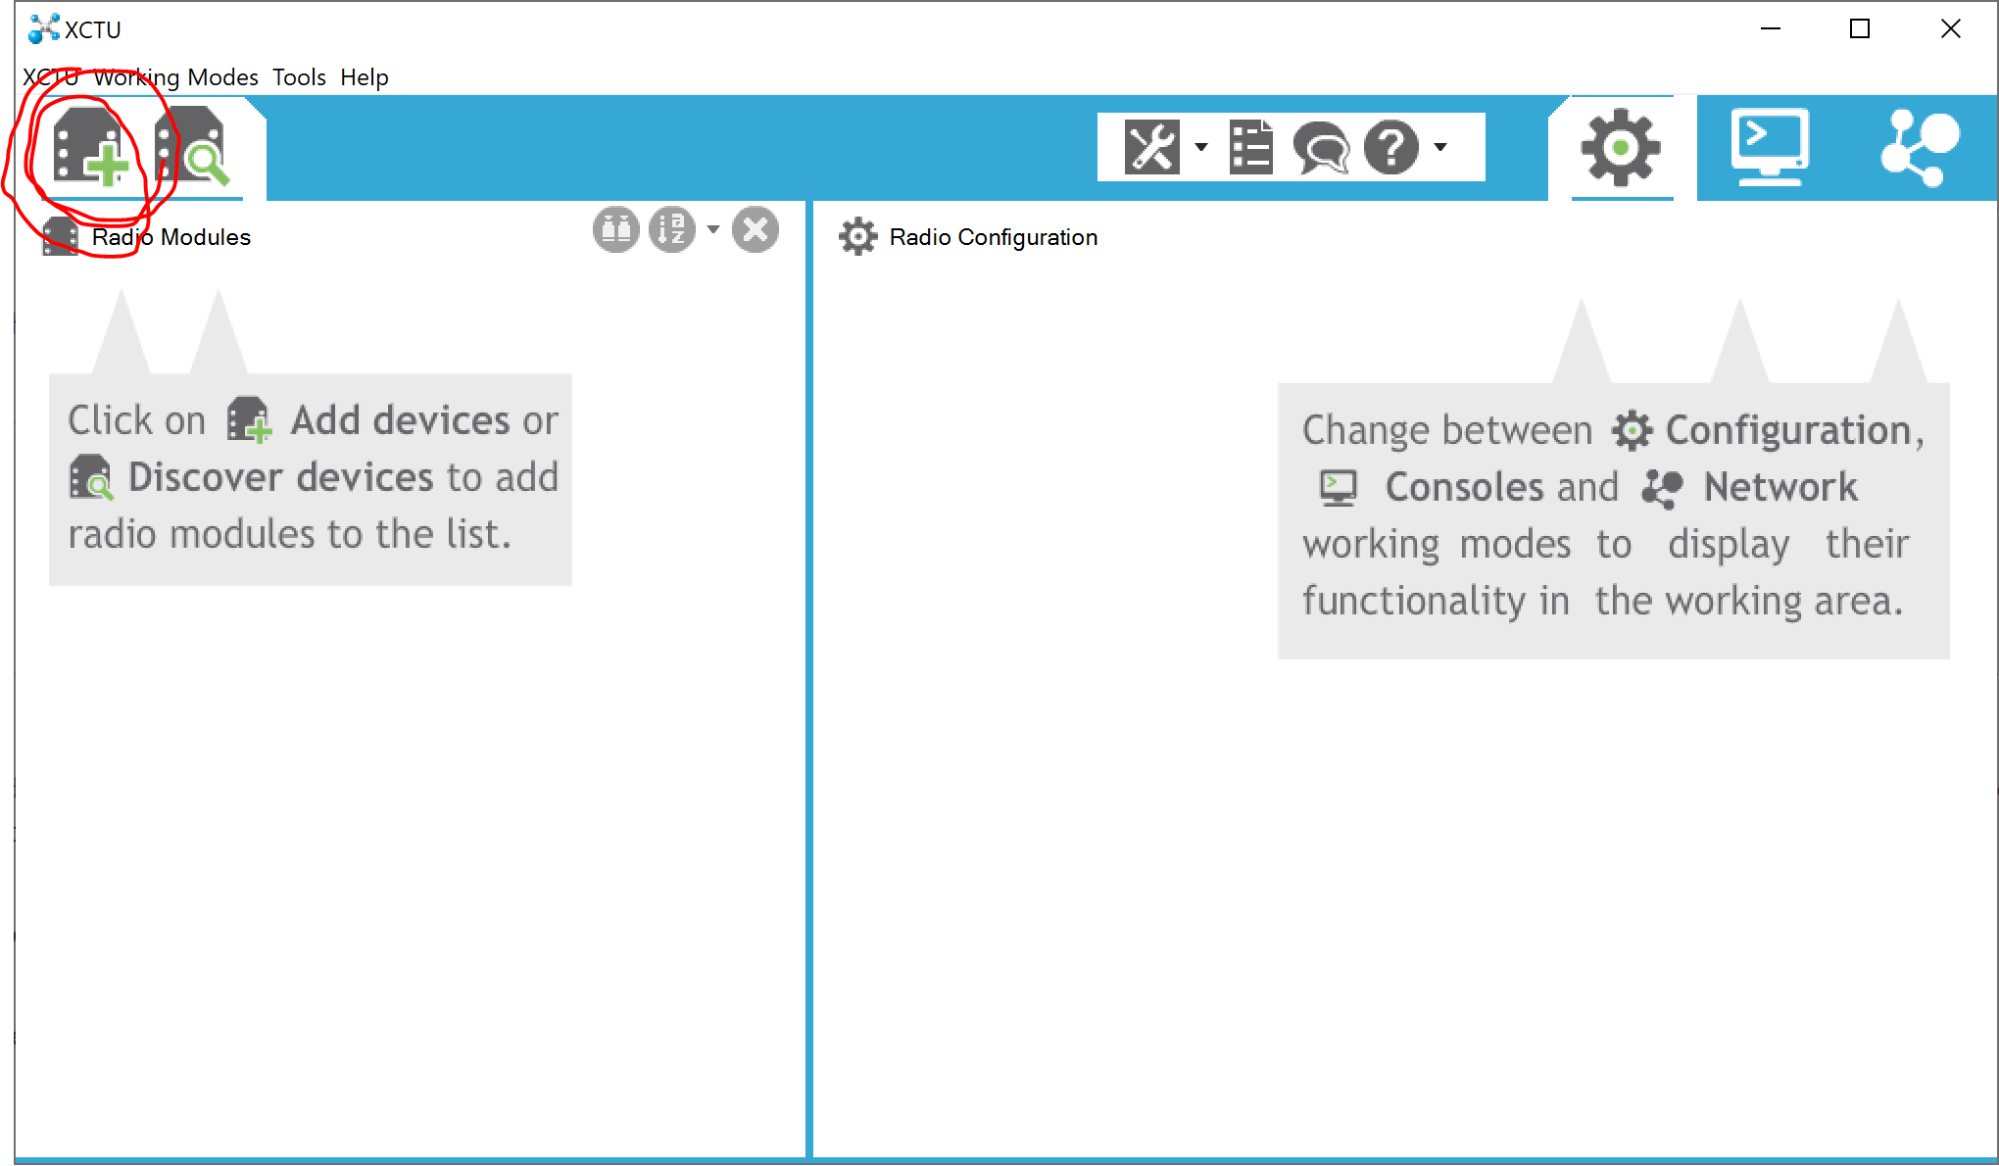 XCTU
XCTU Working Modes Tools Help
Radio Modules
Radio Configuration
Click on Add devices or
Discover devices to add
radio modules to the list.
Change between Configuration,
Consoles and Network
working modes to display their
functionality in the working area.